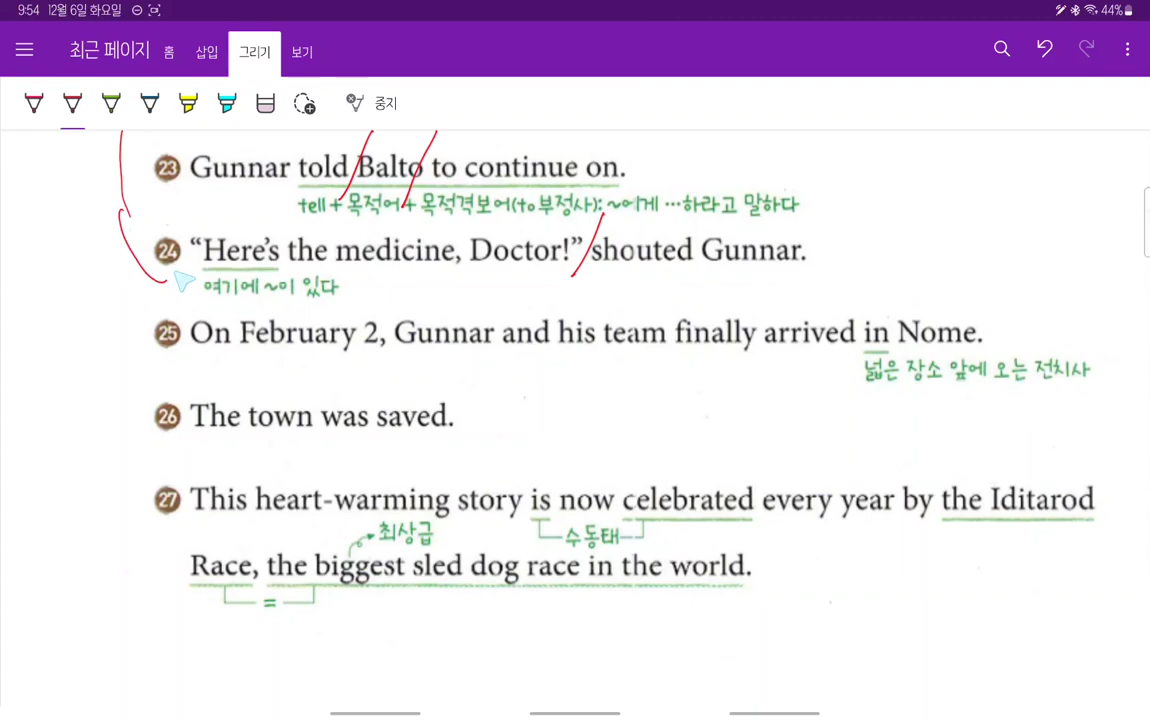 9:54 12월 6일 화요일 44%
최근 페이지 홈 삽입 그리기 보기
중지
23 Gunnar told Balto to continue on.
tell + 목적어 + 목적격보어(to부정사): ~에게 …하라고 말하다
24 “Here’s the medicine, Doctor!” shouted Gunnar.
여기에 ~이 있다
25 On February 2, Gunnar and his team finally arrived in Nome.
넓은 장소 앞에 오는 전치사
26 The town was saved.
27 This heart-warming story is now celebrated every year by the Iditarod
최상급 수동태
Race, the biggest sled dog race in the world.
=